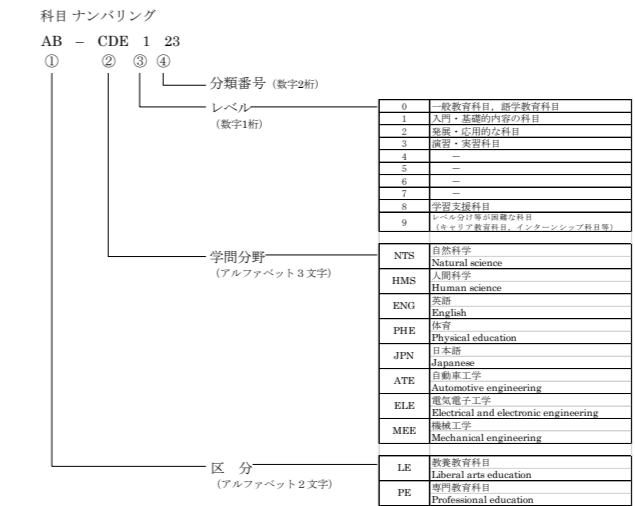 科目 ナンバリング
AB － CDE 1 23
① ② ③ ④
分類番号（数字2桁）
レベル
（数字1桁）
0 一般教育科目，語学教育科目
1 入門・基礎的内容の科目
2 発展・応用的な科目
3 演習・実習科目
4 －
5 －
6 －
7 －
8 学習支援科目
9 レベル分け等が困難な科目
（キャリア教育科目，インターンシップ科目等）
学問分野
（アルファベット３文字）
NTS 自然科学
Natural science
HMS 人間科学
Human science
ENG 英語
English
PHE 体育
Physical education
JPN 日本語
Japanese
ATE 自動車工学
Automotive engineering
ELE 電気電子工学
Electrical and electronic engineering
MEE 機械工学
Mechanical engineering
区　分
（アルファベット２文字）
LE 教養教育科目
Liberal arts education
PE 専門教育科目
Professional education